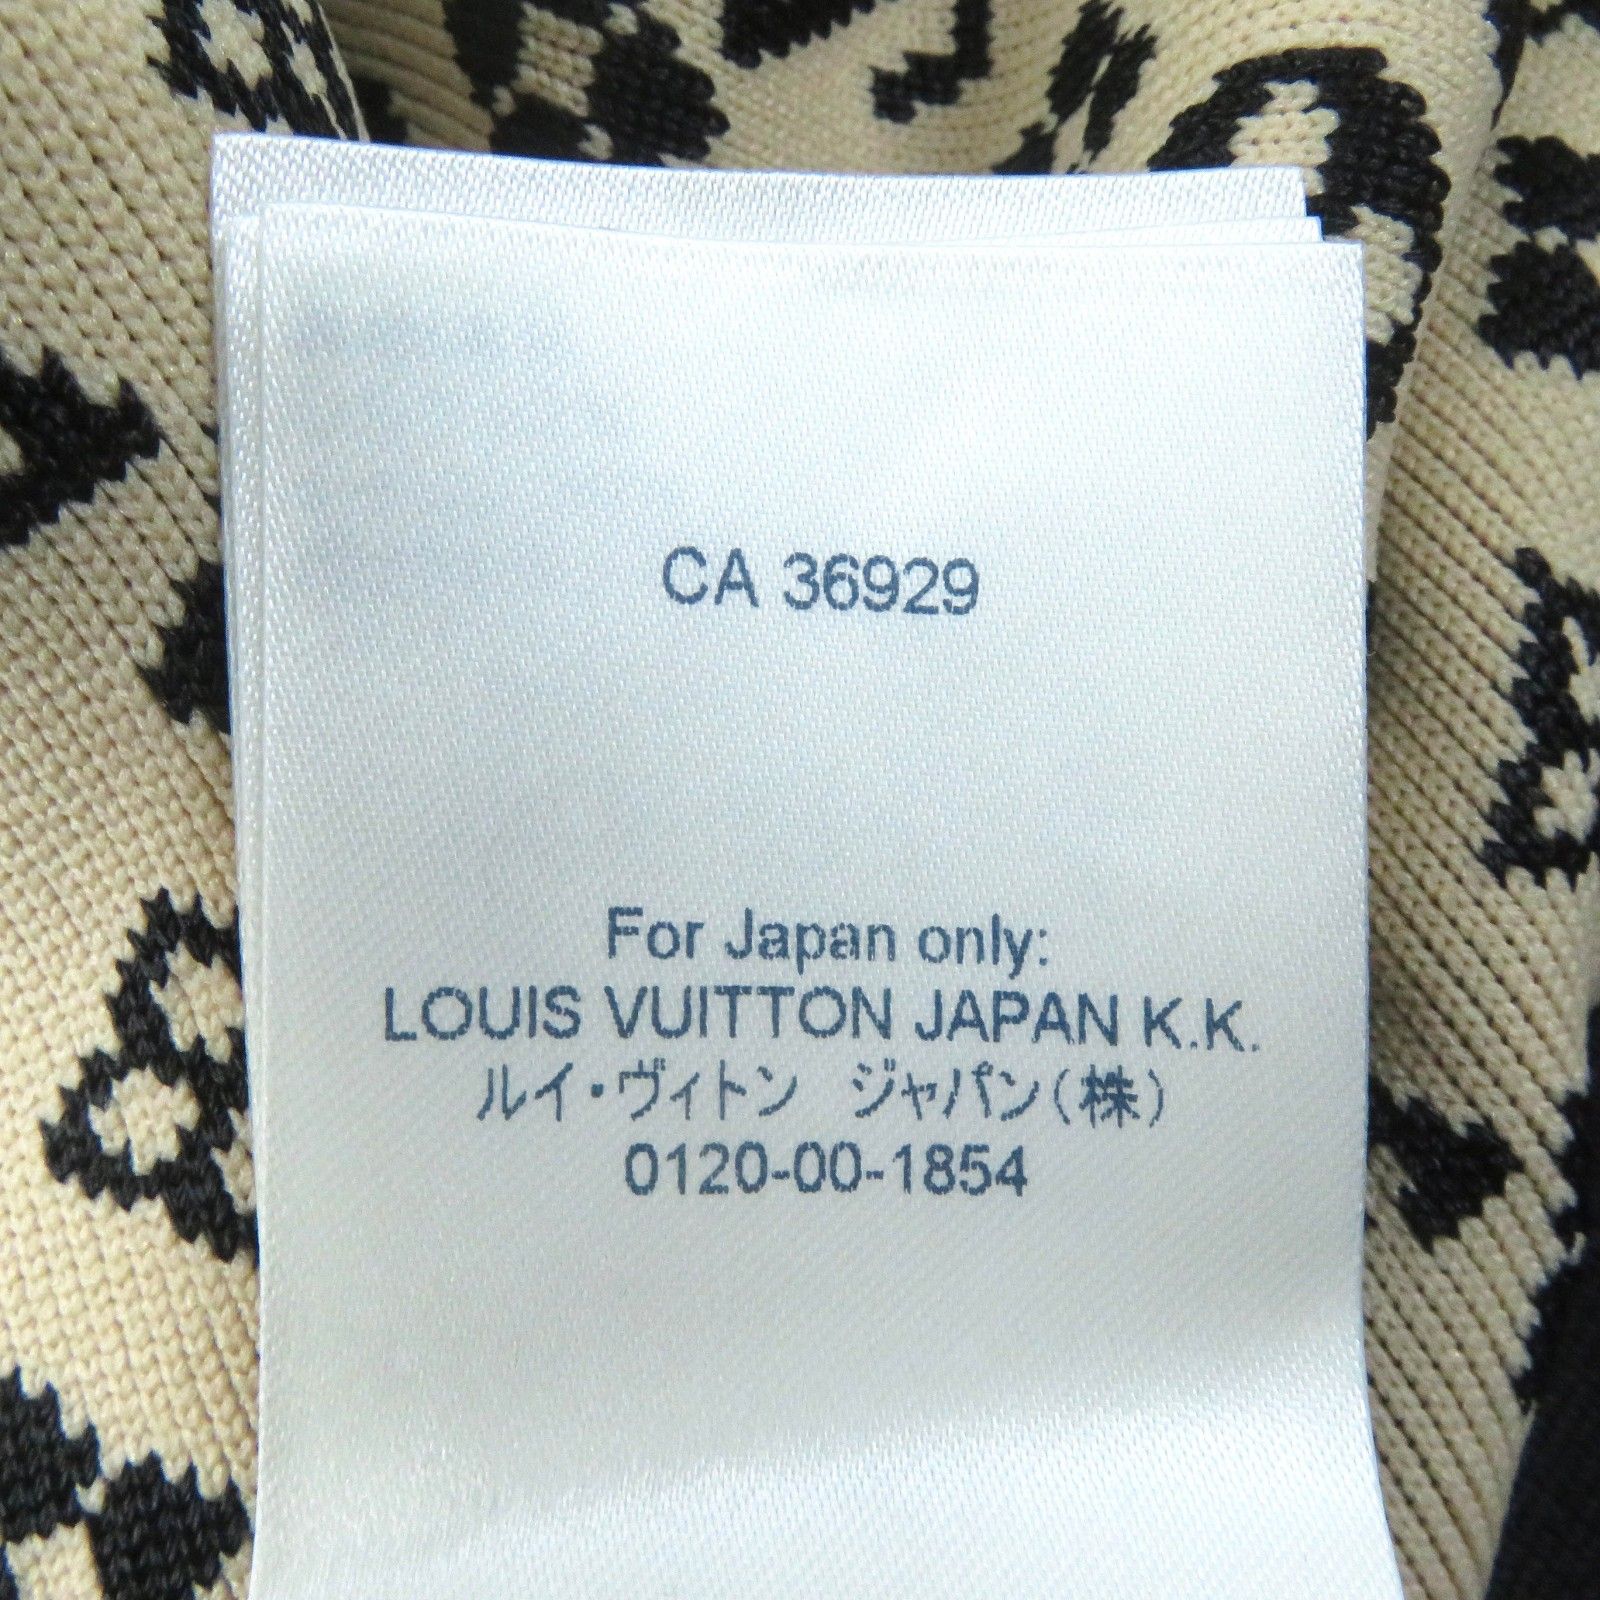 CA 36929
For Japan only:
LOUIS VUITTON JAPAN K.K.
ルイ・ヴィトン　ジャパン(株)
0120-00-1854